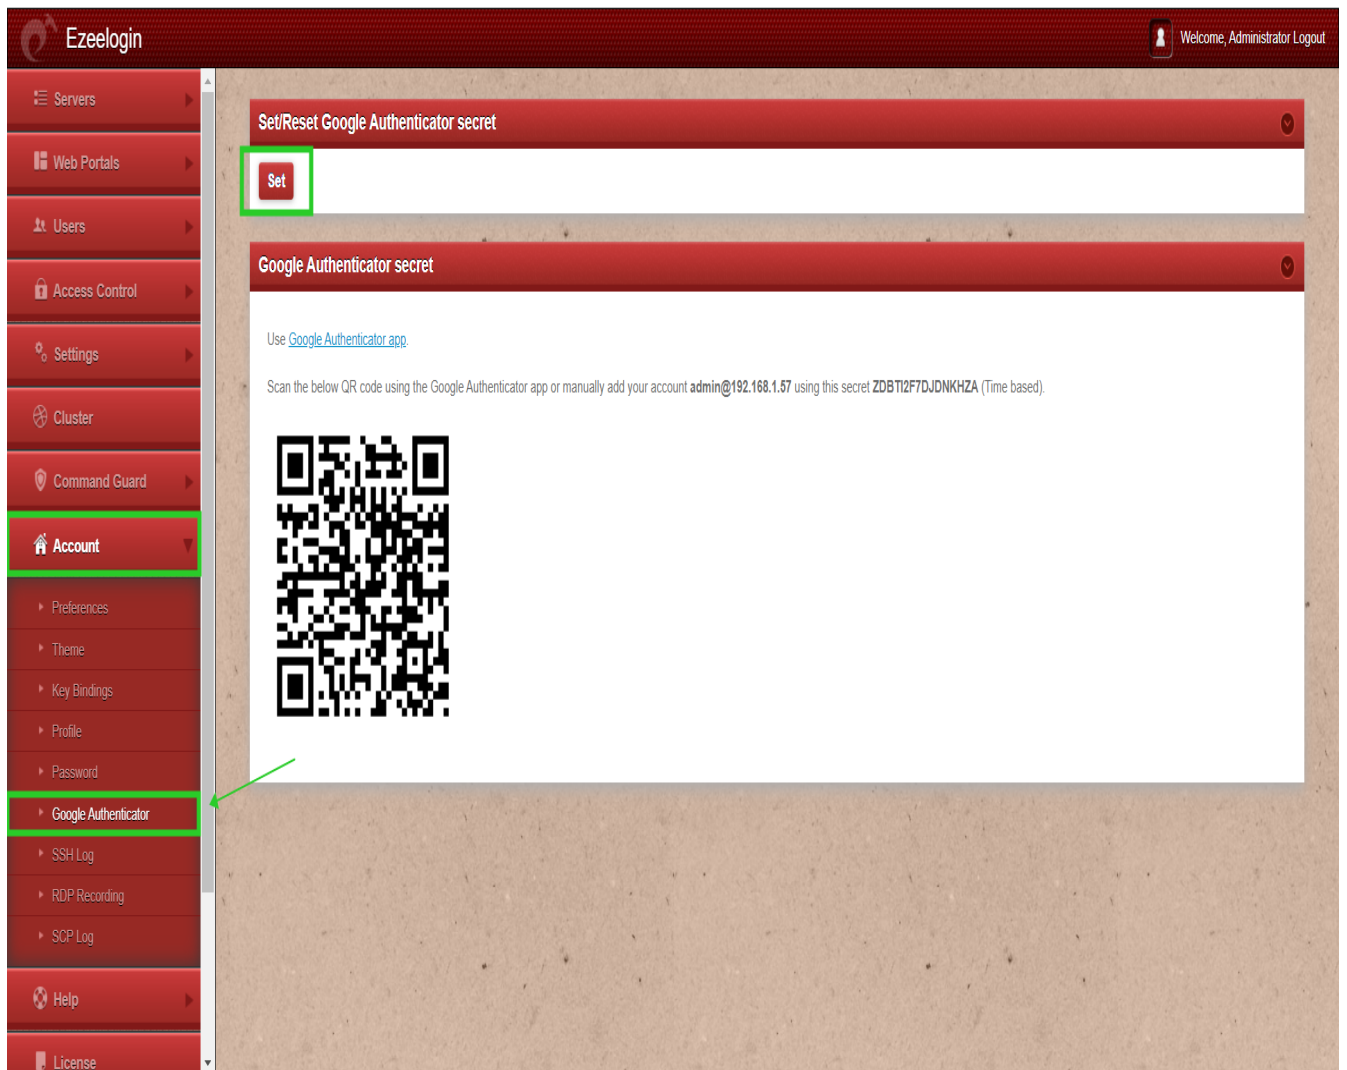 Ezeelogin
Welcome, Administrator Logout
Servers
Web Portals
Users
Access Control
Settings
Cluster
Command Guard
Account
Preferences
Theme
Key Bindings
Profile
Password
Google Authenticator
SSH Log
RDP Recording
SCP Log
Help
License
Set/Reset Google Authenticator secret
Set
Google Authenticator secret
Use Google Authenticator app.
Scan the below QR code using the Google Authenticator app or manually add your account admin@192.168.1.57 using this secret ZDBTI2F7DJDNKHZA (Time based).